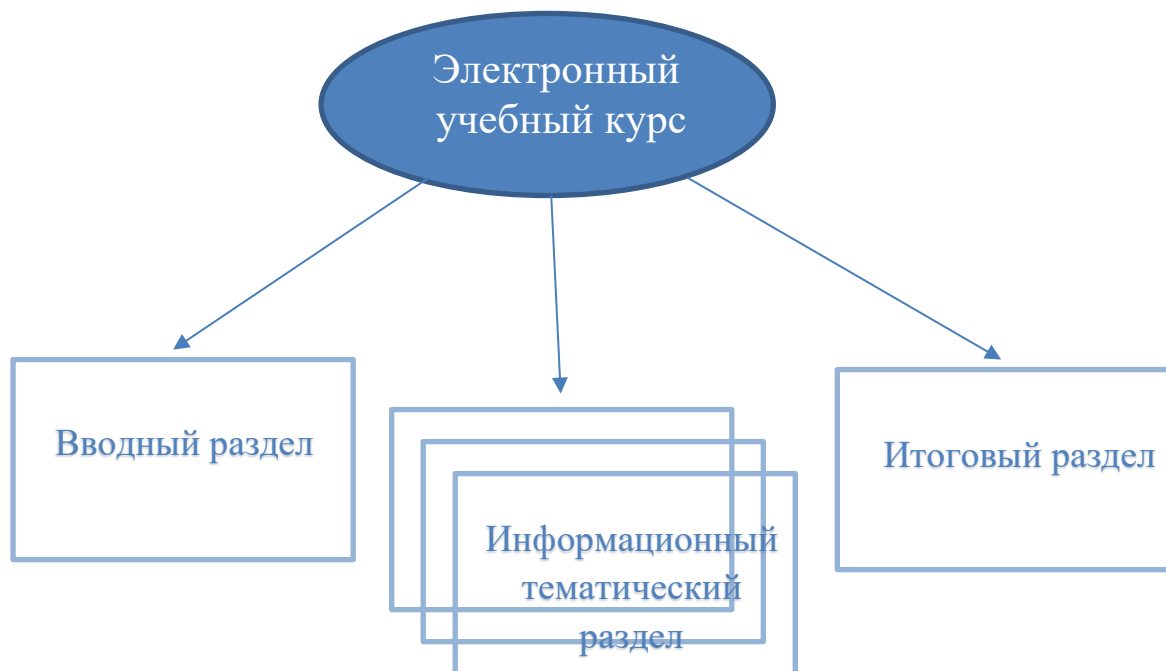 Электронный
учебный курс
Вводный раздел
Информационный
тематический
раздел
Итоговый раздел